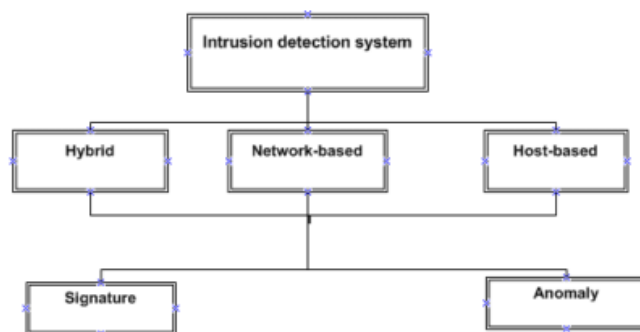 Intrusion detection system
Hybrid
Network-based
Host-based
Signature
Anomaly